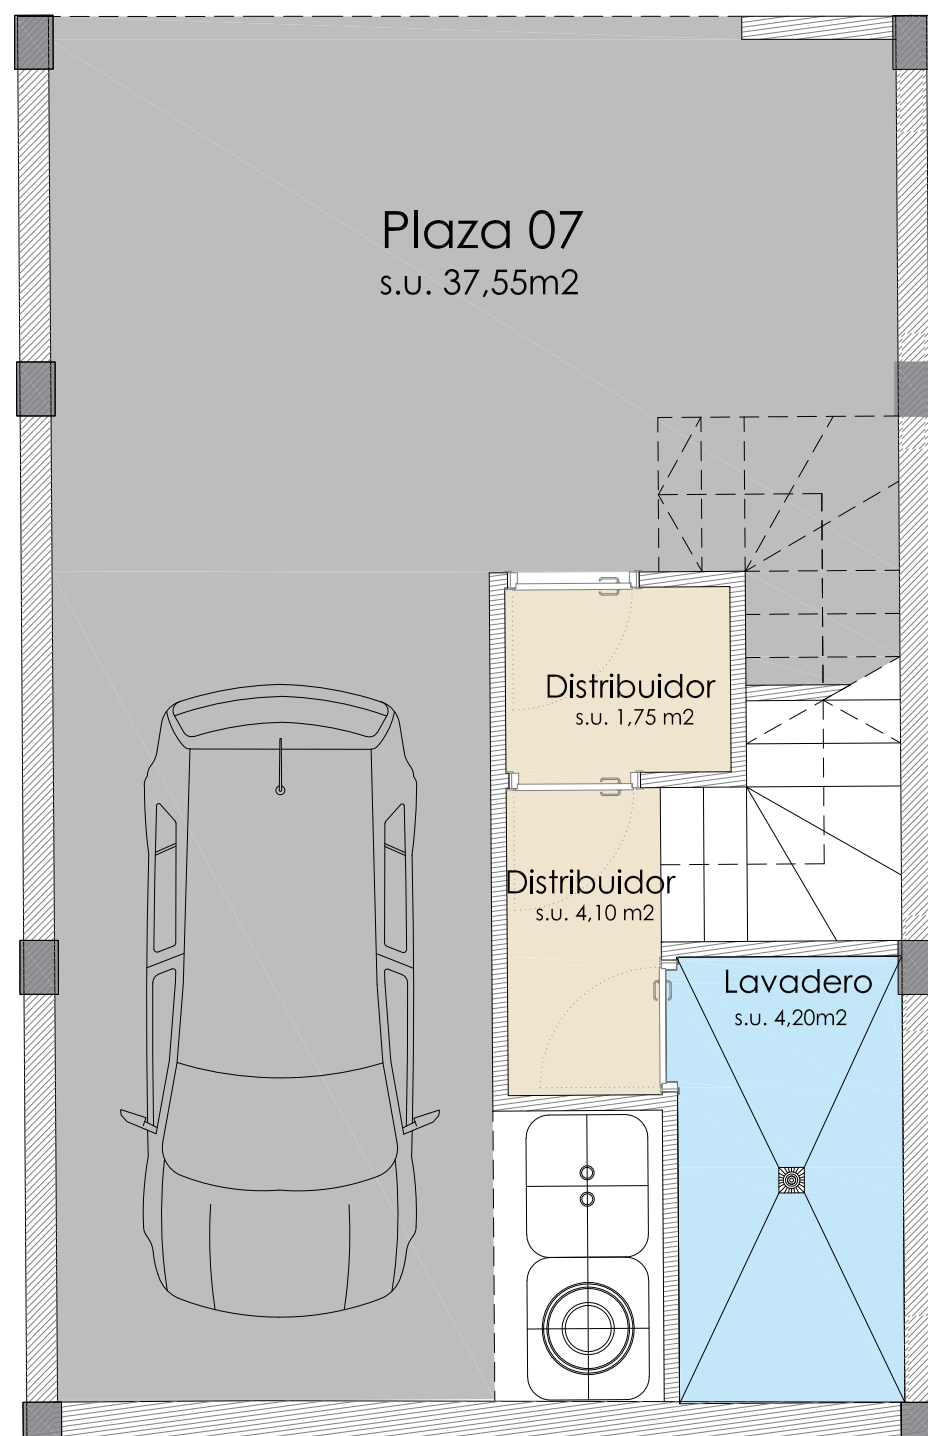 Plaza 07
s.u. 37,55m2
Distribuidor
s.u. 1,75 m2
Distribuidor
s.u. 4,10 m2
Lavadero
s.u. 4,20m2